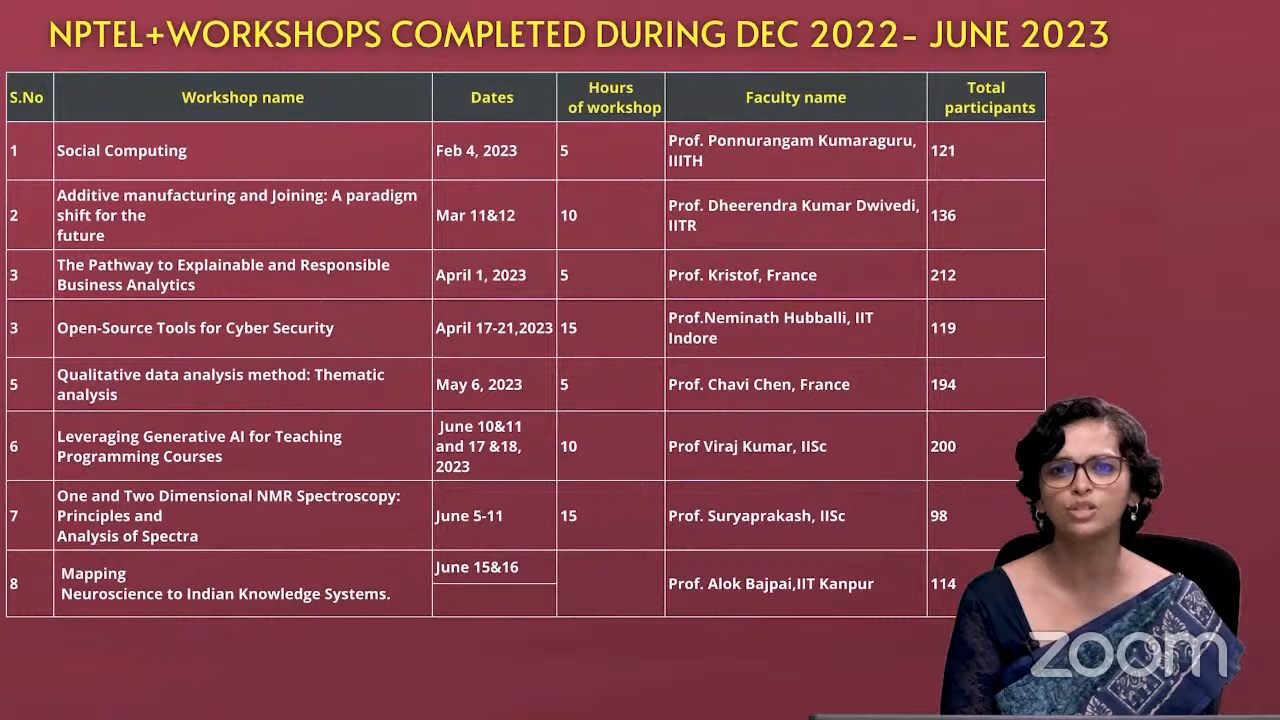 NPTEL+WORKSHOPS COMPLETED DURING DEC 2022- JUNE 2023
S.No Workshop name Dates Hours of workshop Faculty name Total participants
1 Social Computing Feb 4, 2023 5 Prof. Ponnurangam Kumaraguru, IIITH 121
2 Additive manufacturing and Joining: A paradigm shift for the future Mar 11&12 10 Prof. Dheerendra Kumar Dwivedi, IITR 136
3 The Pathway to Explainable and Responsible Business Analytics April 1, 2023 5 Prof. Kristof, France 212
3 Open-Source Tools for Cyber Security April 17-21,2023 15 Prof.Neminath Hubballi, IIT Indore 119
5 Qualitative data analysis method: Thematic analysis May 6, 2023 5 Prof. Chavi Chen, France 194
6 Leveraging Generative AI for Teaching Programming Courses June 10&11 and 17 &18, 2023 10 Prof Viraj Kumar, IISc 200
7 One and Two Dimensional NMR Spectroscopy: Principles and Analysis of Spectra June 5-11 15 Prof. Suryaprakash, IISc 98
8 Mapping Neuroscience to Indian Knowledge Systems. June 15&16 Prof. Alok Bajpai,IIT Kanpur 114
zoom